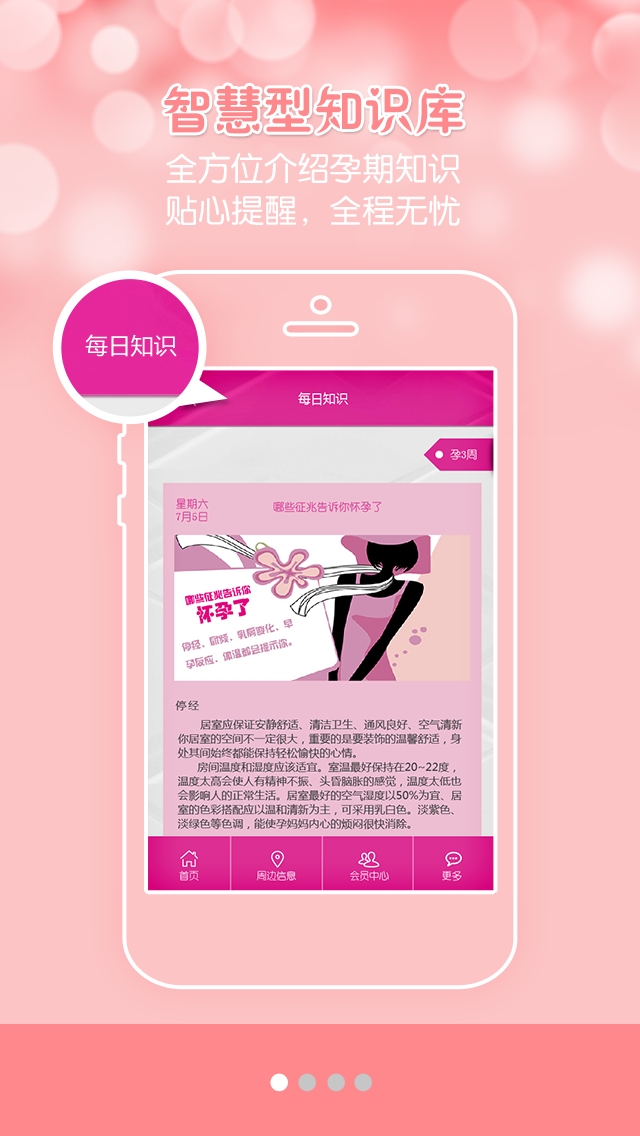 智慧型知识库
全方位介绍孕期知识
贴心提醒，全程无忧
每日知识
每日知识
孕3周
星期六
7月5日
哪些征兆告诉你怀孕了
哪些征兆告诉你
怀孕了
停经、恶烦、乳房变化、早
孕反应、体温都会提示你。
停经
居室应保证安静舒适、清洁卫生、通风良好、空气清新
你居室的空间不一定很大，重要的是要装饰的温馨舒适，身
处其间始终都能保持轻松愉快的心情。
房间温度和湿度应该适宜。室温最好保持在20~22度，
温度太高会使人有精神不振、头昏脑胀的感觉，温度太低也
会影响人的正常生活。居室最好的空气湿度以50%为宜、居
室的色彩搭配应以温和清新为主，可采用乳白色。淡紫色、
淡绿色等色调，能使孕妈妈内心的烦闷很快消除。
首页
周边信息
会员中心
更多